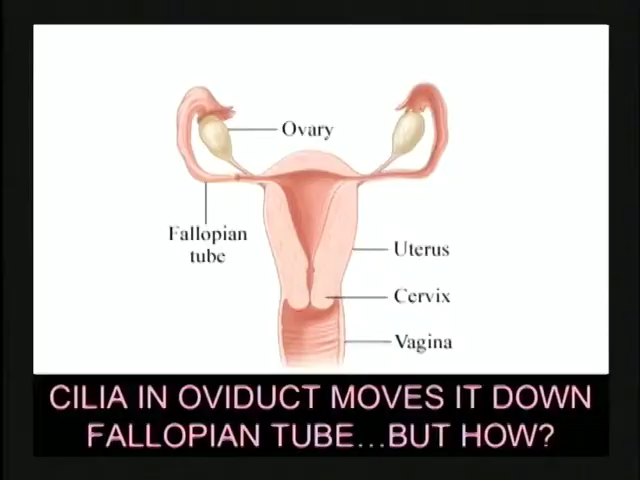 Ovary
Fallopian
tube
Uterus
Cervix
Vagina
CILIA IN OVIDUCT MOVES IT DOWN
FALLOPIAN TUBE...BUT HOW?